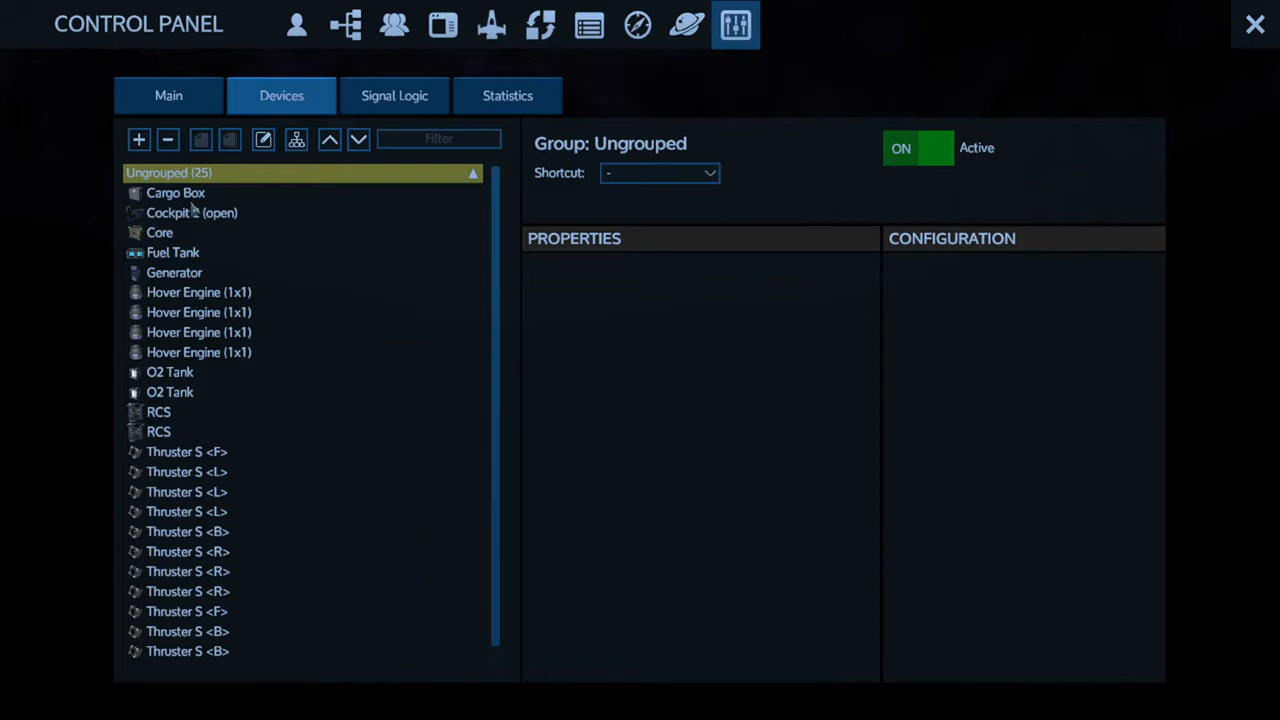 CONTROL PANEL
Main
Devices
Signal Logic
Statistics
Filter
Ungrouped (25)
Cargo Box
Cockpit (open)
Core
Fuel Tank
Generator
Hover Engine (1x1)
Hover Engine (1x1)
Hover Engine (1x1)
Hover Engine (1x1)
O2 Tank
O2 Tank
RCS
RCS
Thruster S <F>
Thruster S <L>
Thruster S <L>
Thruster S <L>
Thruster S <B>
Thruster S <R>
Thruster S <R>
Thruster S <R>
Thruster S <F>
Thruster S <B>
Thruster S <B>
Group: Ungrouped
Shortcut: -
ON Active
PROPERTIES
CONFIGURATION